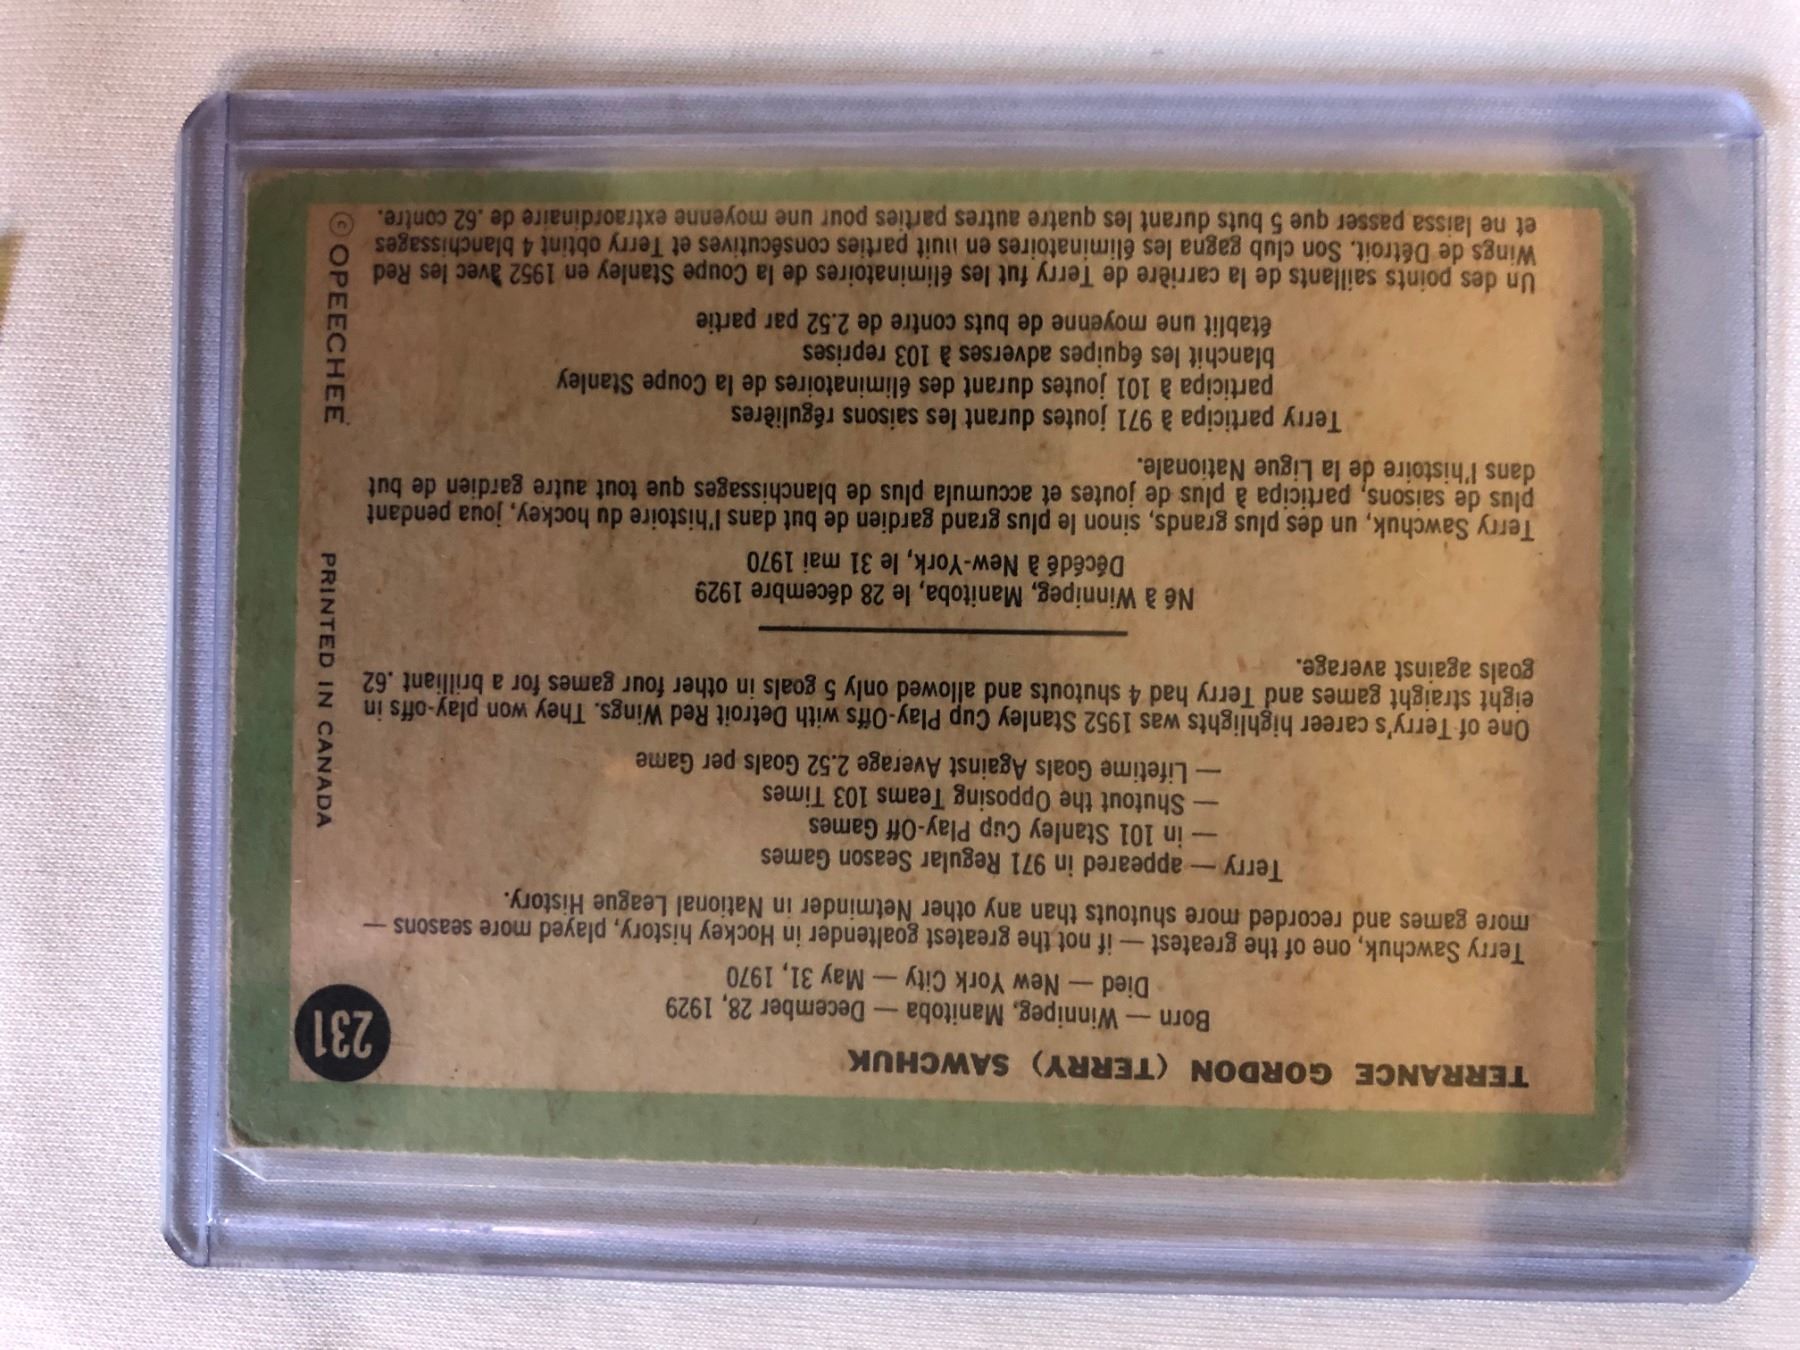 TERRANCE GORDON (TERRY) SAWCHUK
231
Born — Winnipeg, Manitoba — December 28, 1929
Died — New York City — May 31, 1970
Terry Sawchuk, one of the greatest — if not the greatest goaltender in Hockey history, played more seasons —
more games and recorded more shutouts than any other Netminder in National League History.
Terry — appeared in 971 Regular Season Games
— in 101 Stanley Cup Play-Off Games
— Shutout the Opposing Teams 103 Times
— Lifetime Goals Against Average 2.52 Goals per Game
One of Terry's career highlights was 1952 Stanley Cup Play-Offs with Detroit Red Wings. They won play-offs in
eight straight games and Terry had 4 shutouts and allowed only 5 goals in other four games for a brilliant .62
goals against average.
Né à Winnipeg, Manitoba, le 28 décembre 1929
Décédé à New-York, le 31 mai 1970
Terry Sawchuk, un des plus grands, sinon le plus grand gardien de but dans l'histoire du hockey, joua pendant
plus de saisons, participa à plus de joutes et accumula plus de blanchissages que tout autre gardien de but
dans l'histoire de la Ligue Nationale.
Terry participa à 971 joutes durant les saisons régulières
participa à 101 joutes durant des éliminatoires de la Coupe Stanley
blanchit les équipes adverses à 103 reprises
établit une moyenne de buts contre de 2.52 par partie
Un des points saillants de la carrière de Terry fut les éliminatoires de la Coupe Stanley en 1952 avec les Red
Wings de Détroit. Son club gagna les éliminatoires en huit parties consécutives et Terry obtint 4 blanchissages
et ne laissa passer que 5 buts durant les quatre autres parties pour une moyenne extraordinaire de .62 contre.
© OPEECHEE
PRINTED IN CANADA